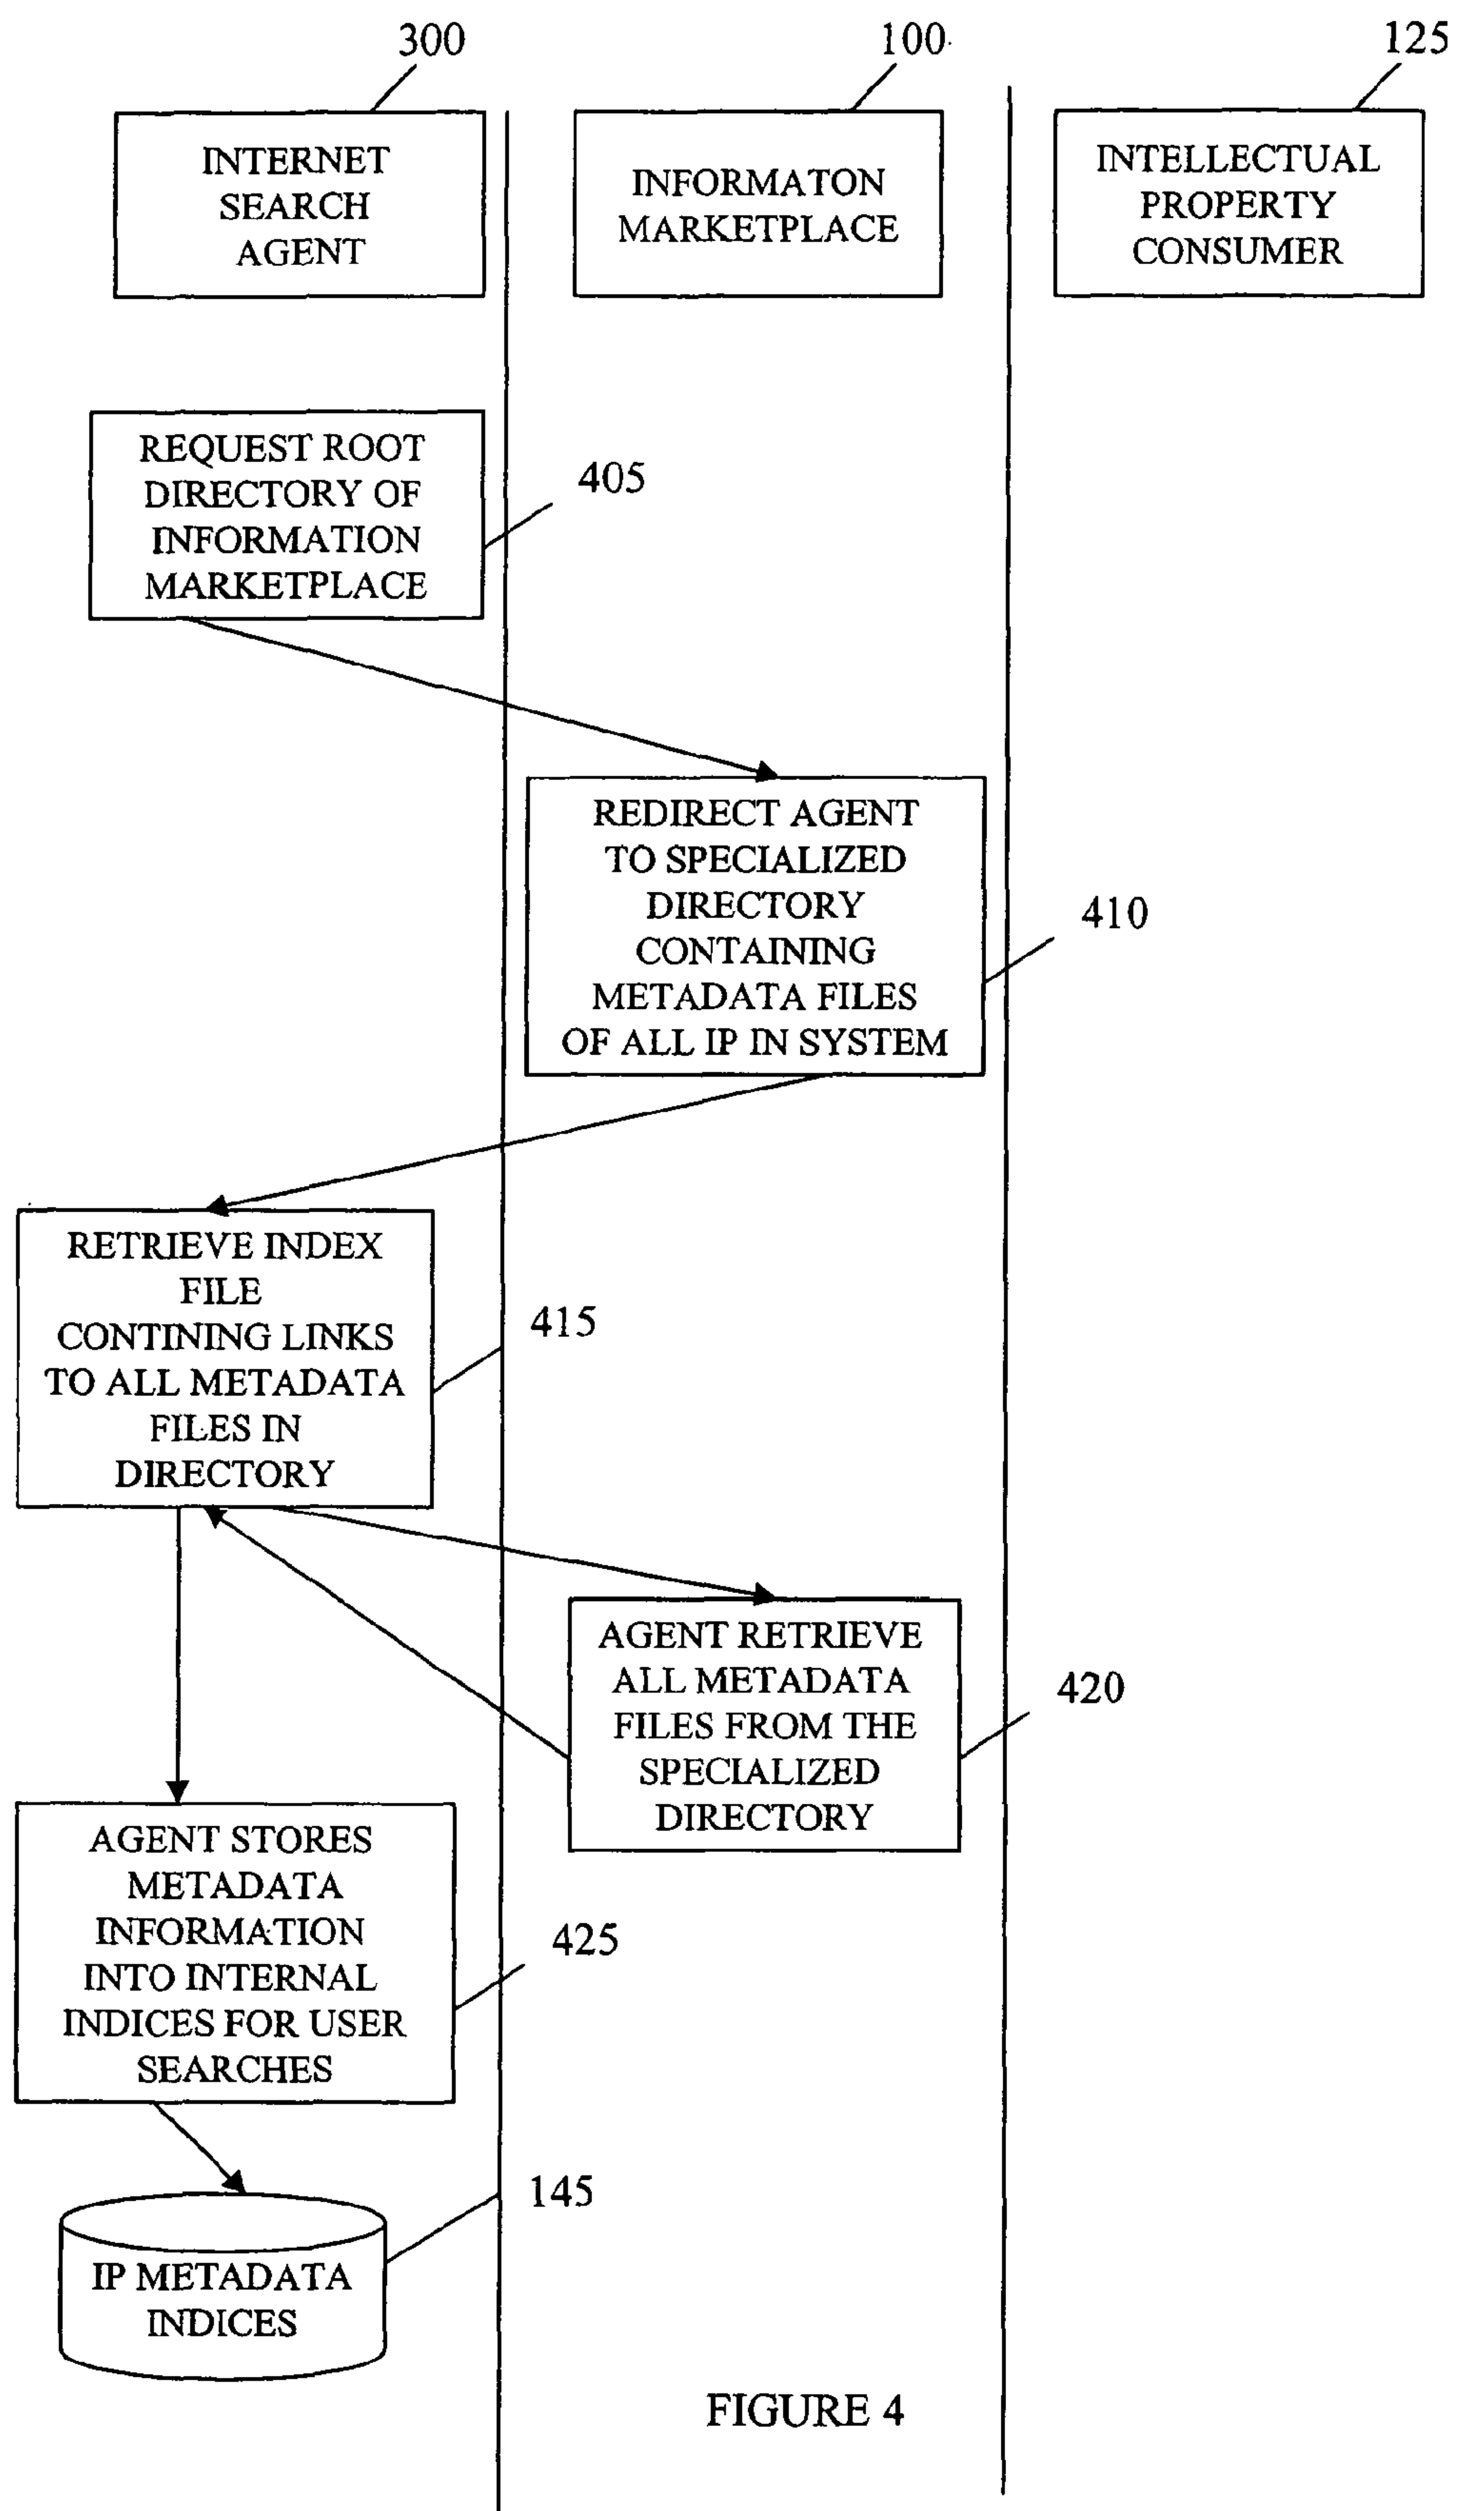 300
100
125
INTERNET
SEARCH
AGENT
INFORMATON
MARKETPLACE
INTELLECTUAL
PROPERTY
CONSUMER
REQUEST ROOT
DIRECTORY OF
INFORMATION
MARKETPLACE
405
REDIRECT AGENT
TO SPECIALIZED
DIRECTORY
CONTAINING
METADATA FILES
OF ALL IP IN SYSTEM
410
RETRIEVE INDEX
FILE
CONTINING LINKS
TO ALL METADATA
FILES IN
DIRECTORY
415
AGENT RETRIEVE
ALL METADATA
FILES FROM THE
SPECIALIZED
DIRECTORY
420
AGENT STORES
METADATA
INFORMATION
INTO INTERNAL
INDICES FOR USER
SEARCHES
425
145
IP METADATA
INDICES
FIGURE 4